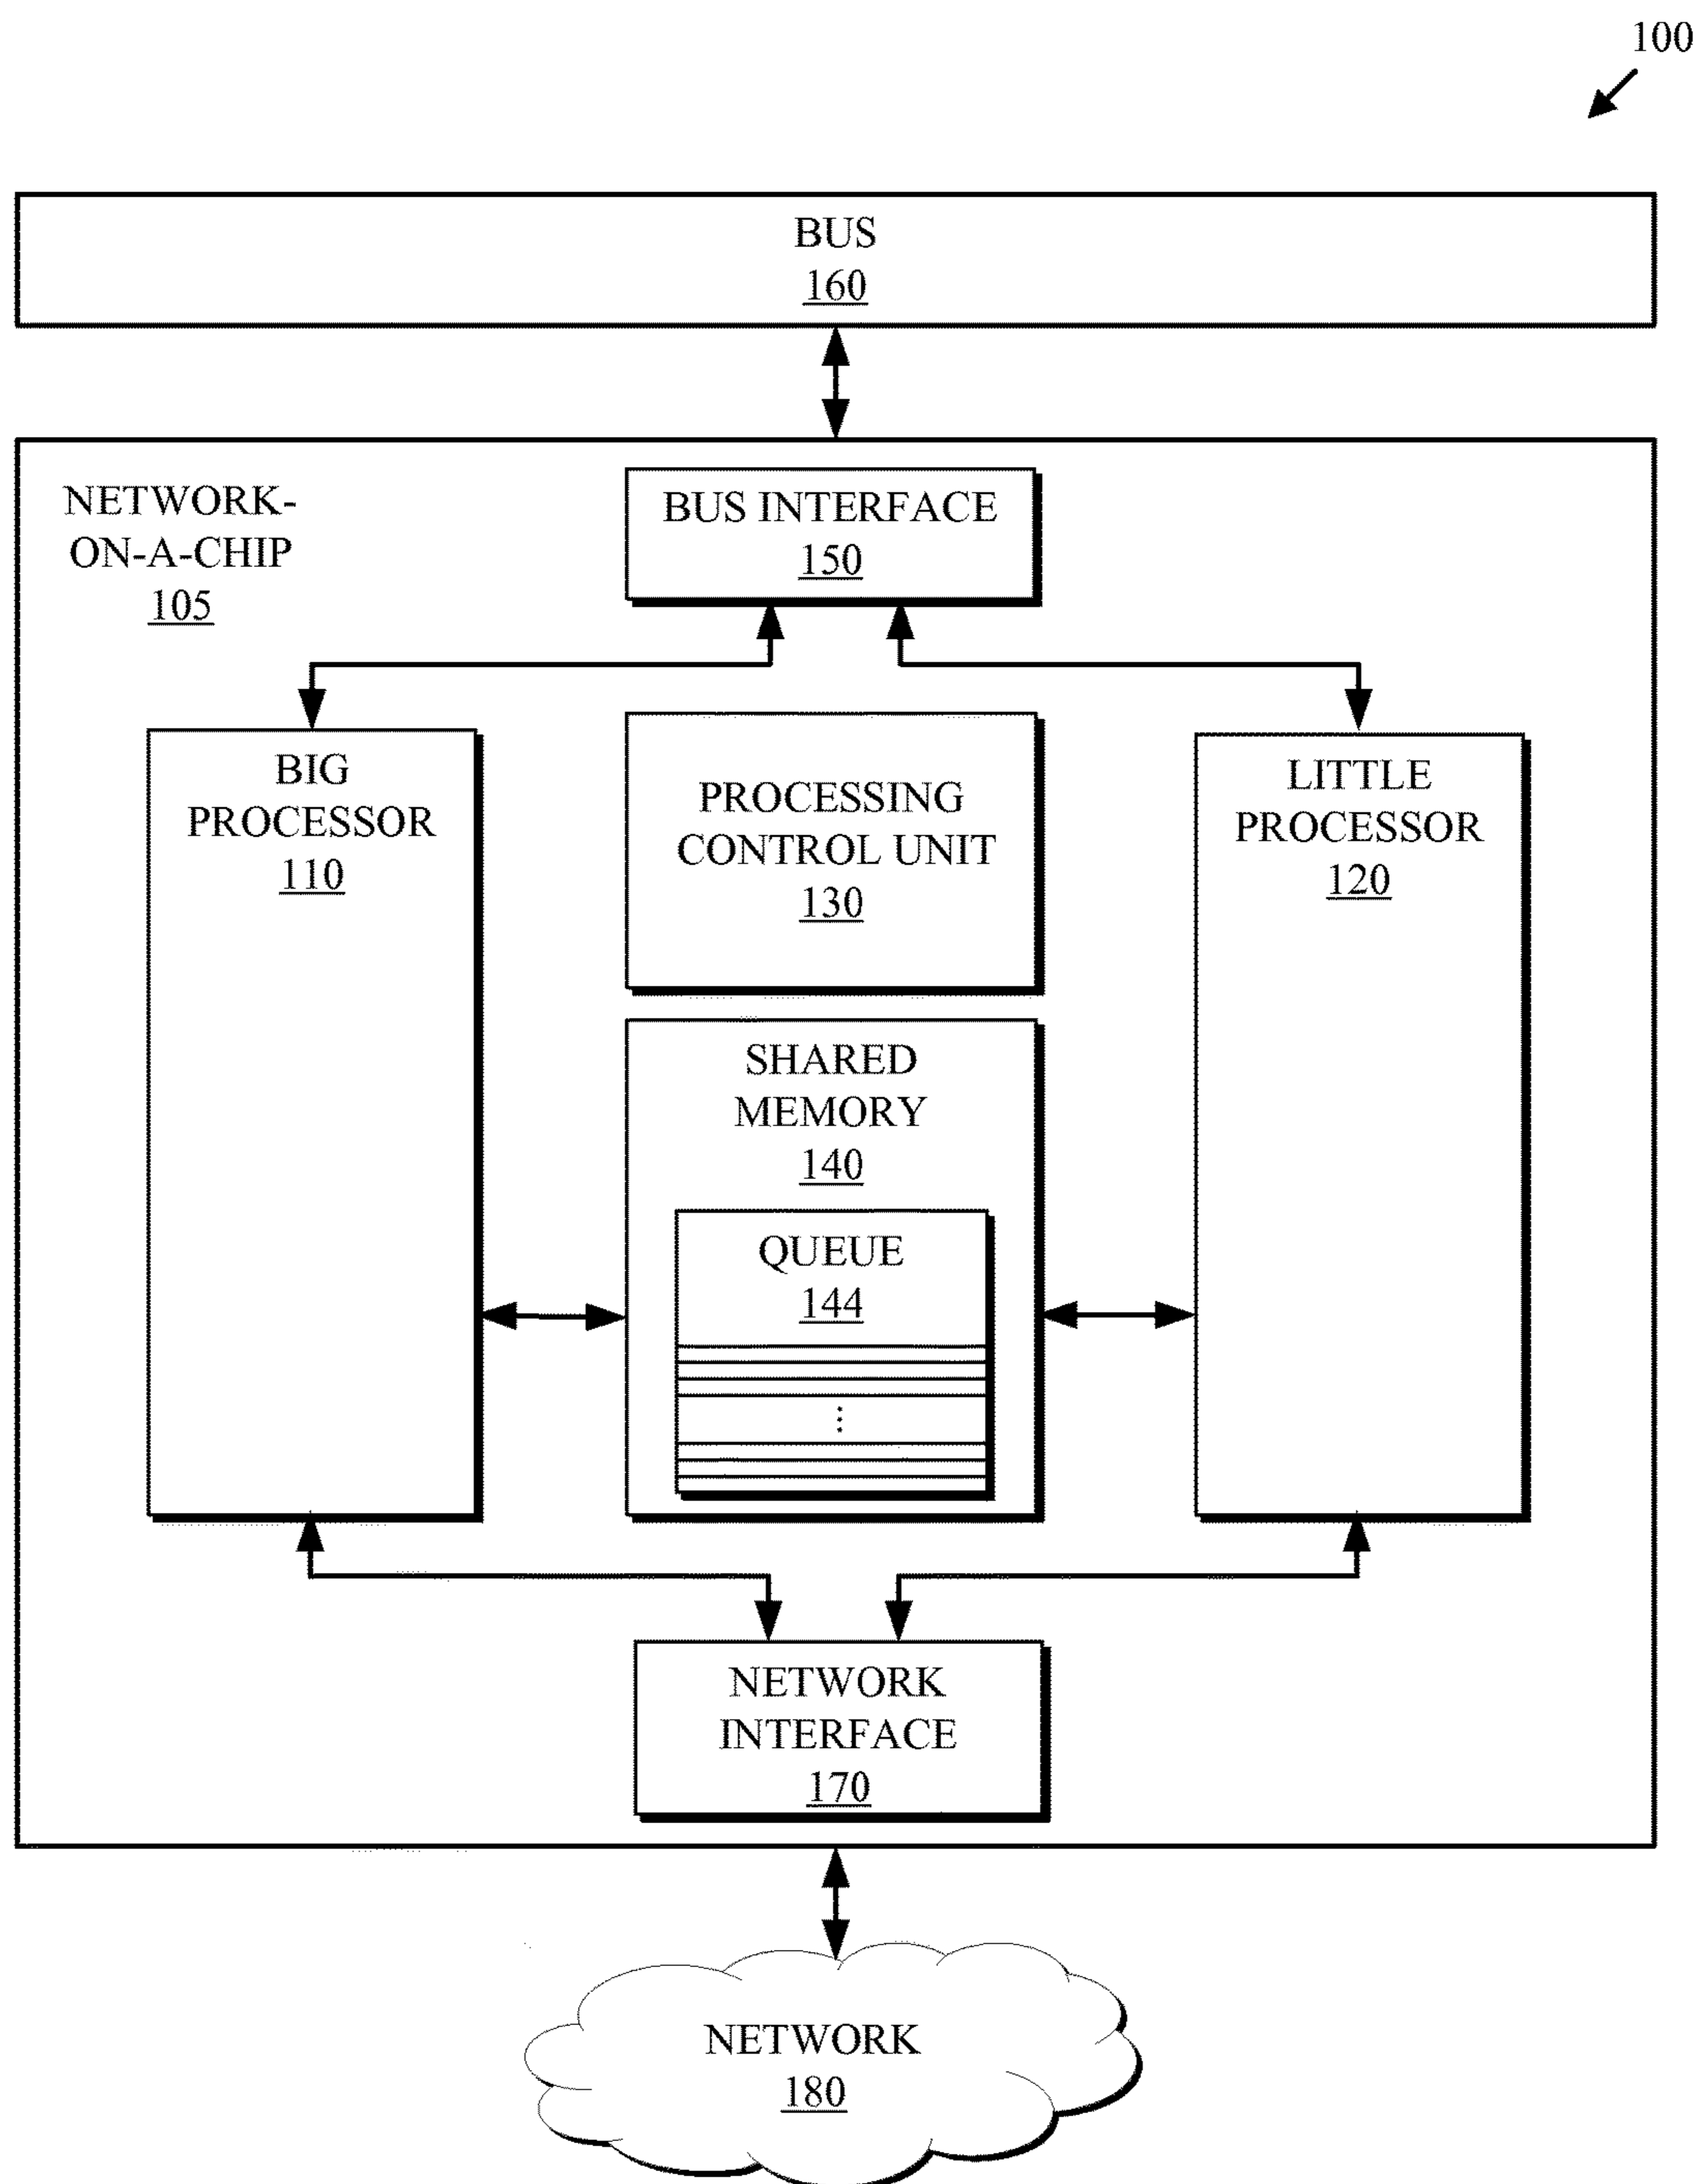 100
BUS
160
NETWORK-
ON-A-CHIP
105
BUS INTERFACE
150
BIG
PROCESSOR
110
PROCESSING
CONTROL UNIT
130
LITTLE
PROCESSOR
120
SHARED
MEMORY
140
QUEUE
144
NETWORK
INTERFACE
170
NETWORK
180